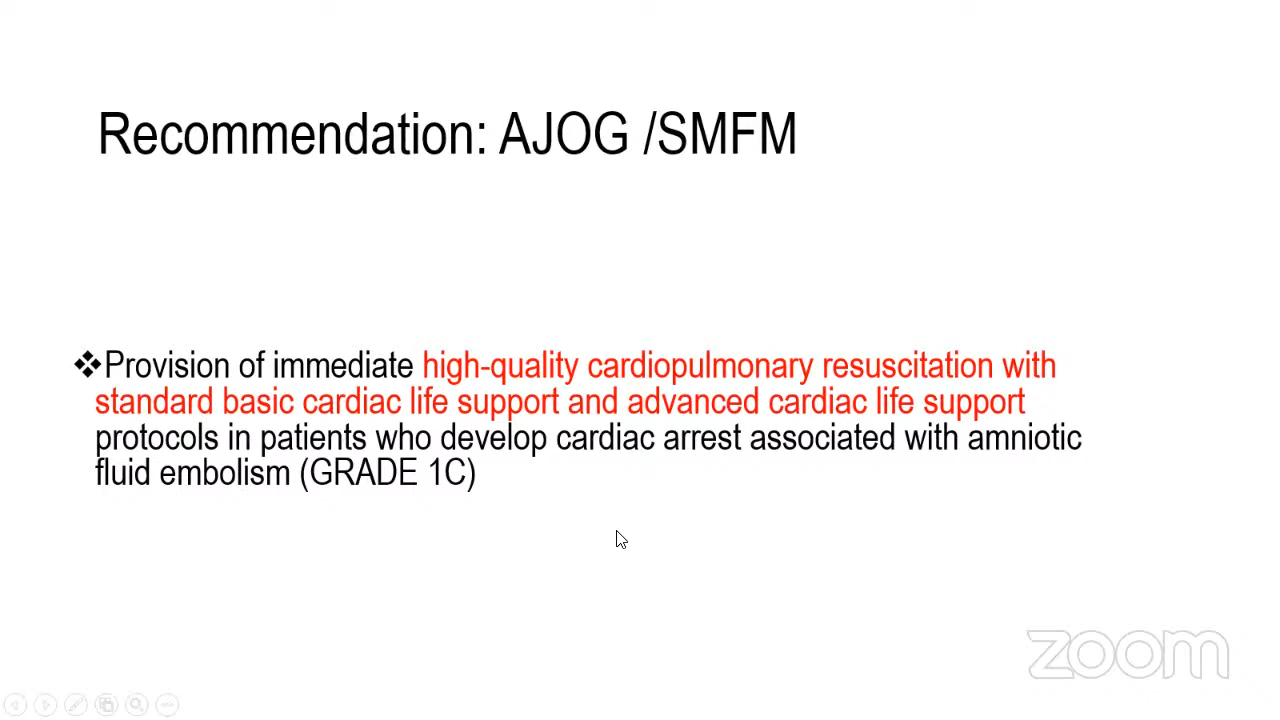 Recommendation: AJOG /SMFM
❖Provision of immediate high-quality cardiopulmonary resuscitation with
standard basic cardiac life support and advanced cardiac life support
protocols in patients who develop cardiac arrest associated with amniotic
fluid embolism (GRADE 1C)
zoom